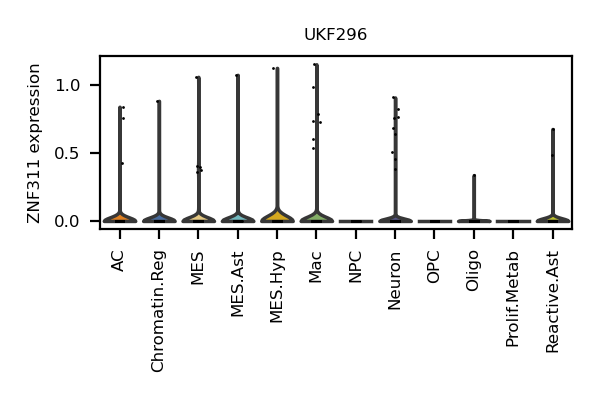 UKF296
ZNF311 expression
1.0
0.5
0.0
AC
Chromatin.Reg
MES
MES.Ast
MES.Hyp
Mac
NPC
Neuron
OPC
Oligo
Prolif.Metab
Reactive.Ast